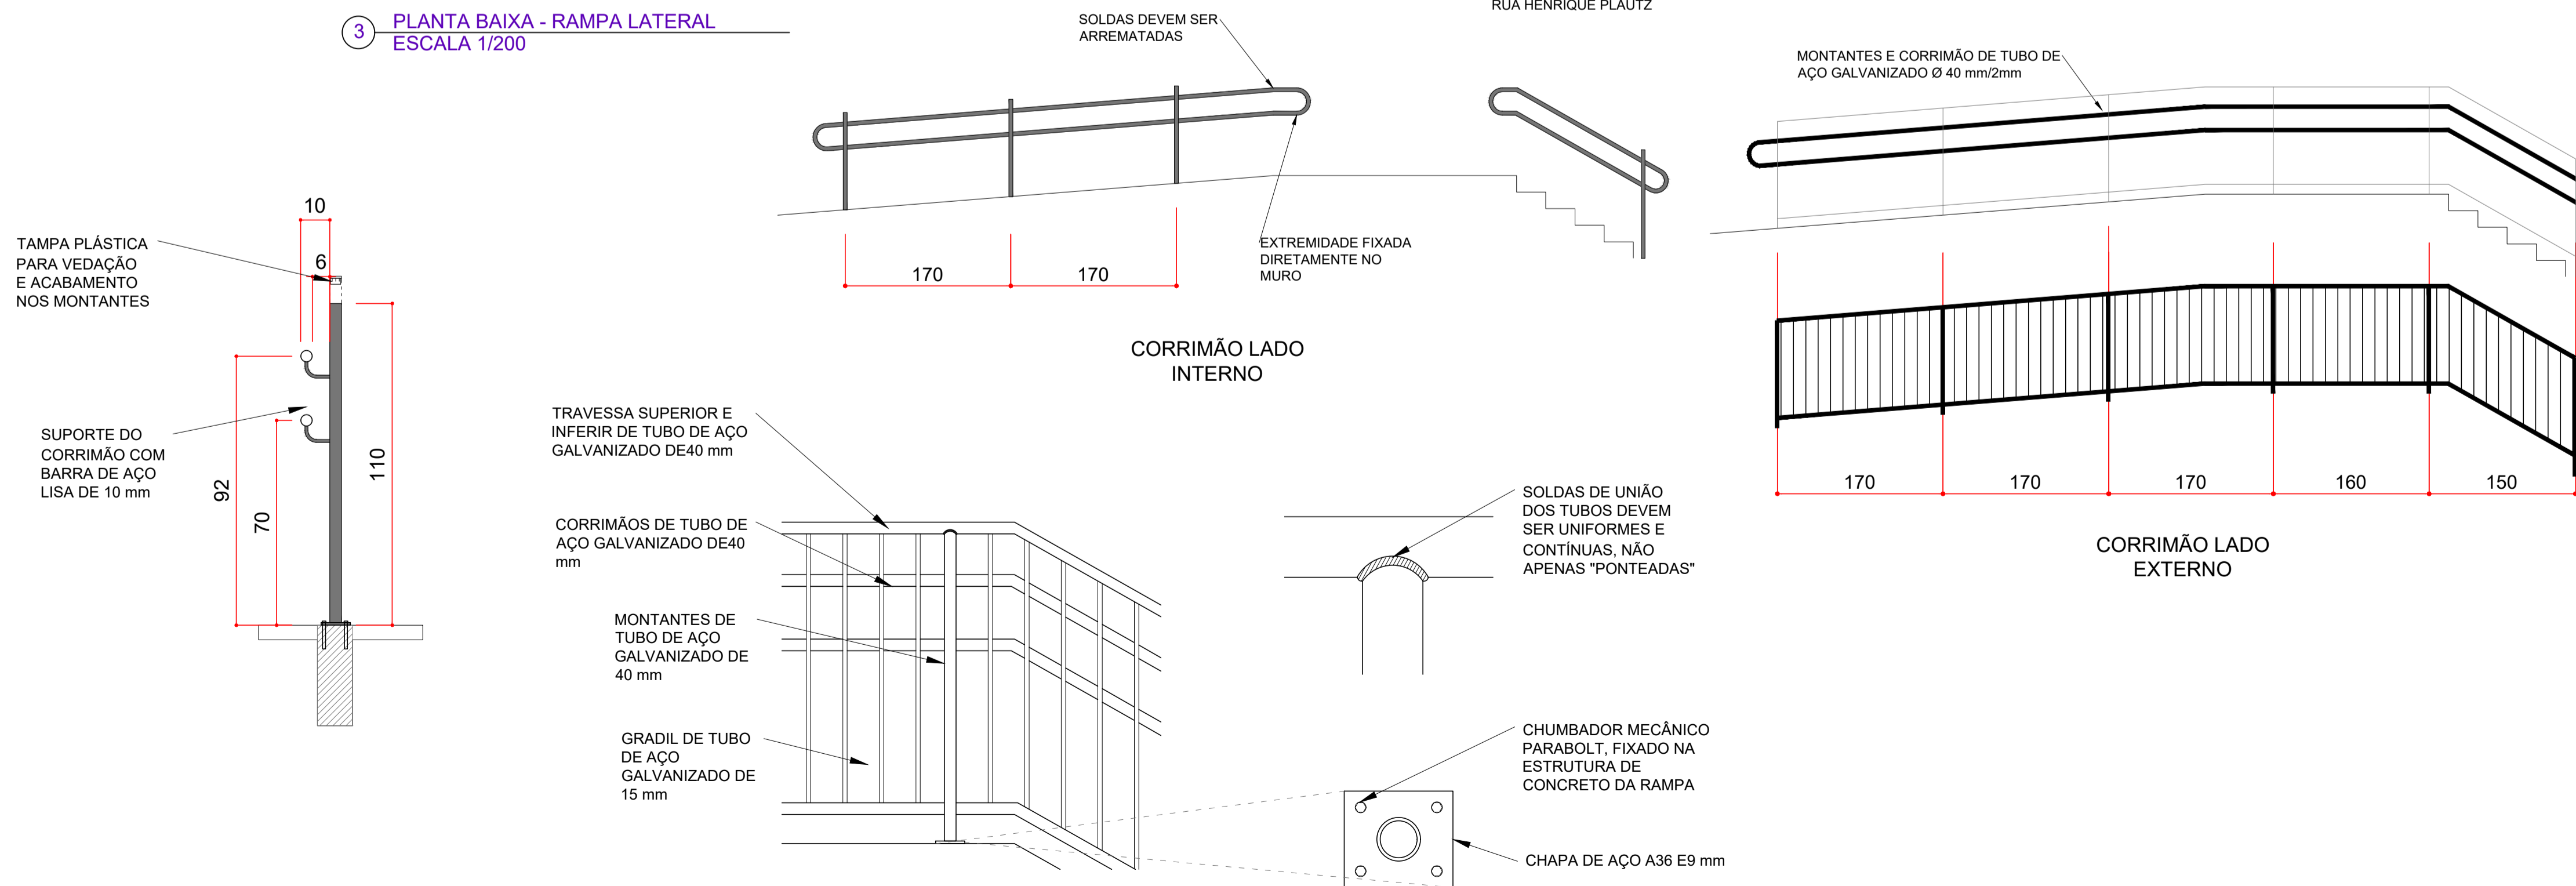 3
PLANTA BAIXA - RAMPA LATERAL
ESCALA 1/200
SOLDAS DEVEM SER
ARREMATADAS
RUA HENRIQUE PLAUTZ
MONTANTES E CORRIMÃO DE TUBO DE
AÇO GALVANIZADO Ø 40 mm/2mm
EXTREMIDADE FIXADA
DIRETAMENTE NO
MURO
170
170
CORRIMÃO LADO
INTERNO
10
6
TAMPA PLÁSTICA
PARA VEDAÇÃO
E ACABAMENTO
NOS MONTANTES
SUPORTE DO
CORRIMÃO COM
BARRA DE AÇO
LISA DE 10 mm
92
70
110
TRAVESSA SUPERIOR E
INFERIR DE TUBO DE AÇO
GALVANIZADO DE40 mm
CORRIMÃOS DE TUBO DE
AÇO GALVANIZADO DE40
mm
MONTANTES DE
TUBO DE AÇO
GALVANIZADO DE
40 mm
GRADIL DE TUBO
DE AÇO
GALVANIZADO DE
15 mm
SOLDAS DE UNIÃO
DOS TUBOS DEVEM
SER UNIFORMES E
CONTÍNUAS, NÃO
APENAS "PONTEADAS"
CHUMBADOR MECÂNICO
PARABOLT, FIXADO NA
ESTRUTURA DE
CONCRETO DA RAMPA
CHAPA DE AÇO A36 E9 mm
170
170
170
160
150
CORRIMÃO LADO
EXTERNO